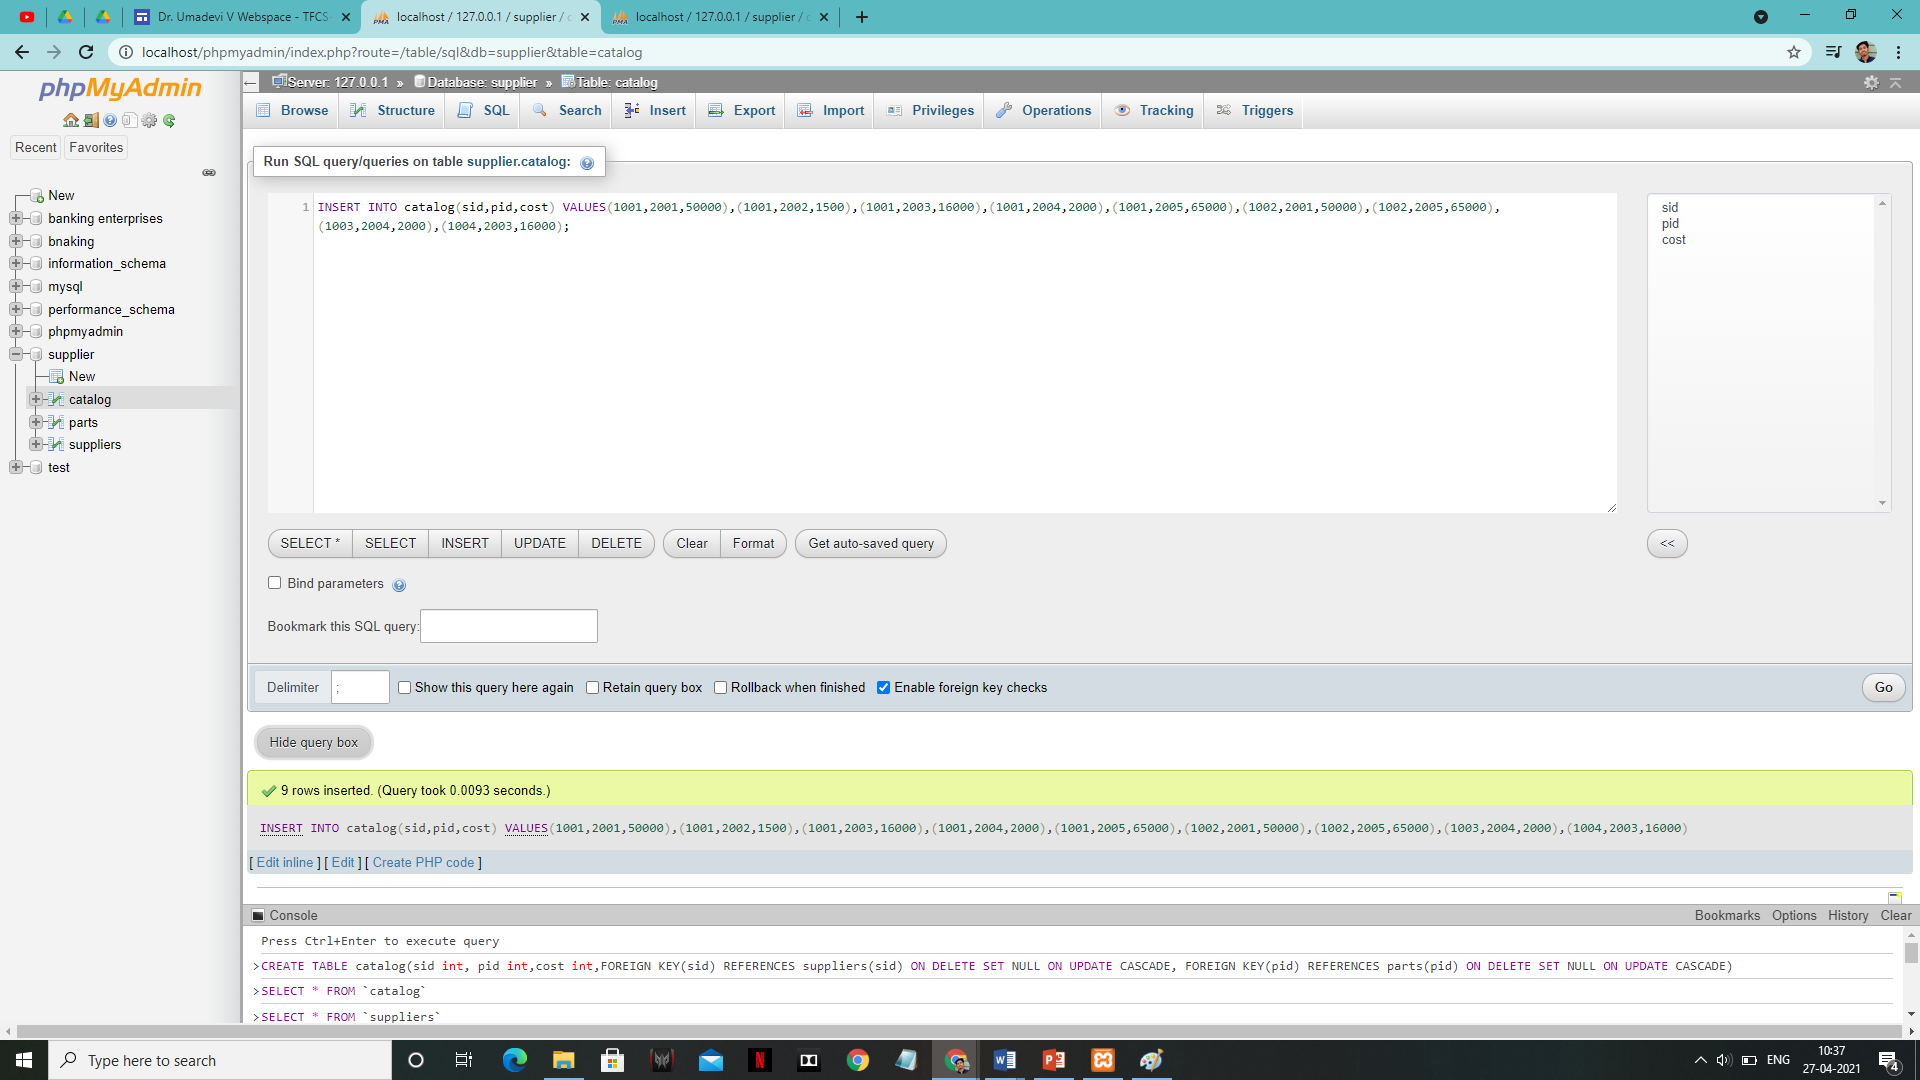 Dr. Umadevi V Webspace - TFCS-
localhost / 127.0.0.1 / supplier / c
localhost / 127.0.0.1 / supplier / c
localhost/phpmyadmin/index.php?route=/table/sql&db=supplier&table=catalog
phpMyAdmin
Recent Favorites
New
banking enterprises
bnaking
information_schema
mysql
performance_schema
phpmyadmin
supplier
New
catalog
parts
suppliers
test
Server: 127.0.0.1 » Database: supplier » Table: catalog
Browse Structure SQL Search Insert Export Import Privileges Operations Tracking Triggers
Run SQL query/queries on table supplier.catalog:
1 INSERT INTO catalog(sid,pid,cost) VALUES(1001,2001,50000),(1001,2002,1500),(1001,2003,16000),(1001,2004,2000),(1001,2005,65000),(1002,2001,50000),(1002,2005,65000),
(1003,2004,2000),(1004,2003,16000);
sid
pid
cost
SELECT * SELECT INSERT UPDATE DELETE Clear Format Get auto-saved query <<
Bind parameters
Bookmark this SQL query:
Delimiter ; Show this query here again Retain query box Rollback when finished Enable foreign key checks Go
Hide query box
9 rows inserted. (Query took 0.0093 seconds.)
INSERT INTO catalog(sid,pid,cost) VALUES(1001,2001,50000),(1001,2002,1500),(1001,2003,16000),(1001,2004,2000),(1001,2005,65000),(1002,2001,50000),(1002,2005,65000),(1003,2004,2000),(1004,2003,16000)
[ Edit inline ] [ Edit ] [ Create PHP code ]
Console Bookmarks Options History Clear
Press Ctrl+Enter to execute query
>CREATE TABLE catalog(sid int, pid int,cost int,FOREIGN KEY(sid) REFERENCES suppliers(sid) ON DELETE SET NULL ON UPDATE CASCADE, FOREIGN KEY(pid) REFERENCES parts(pid) ON DELETE SET NULL ON UPDATE CASCADE)
>SELECT * FROM `catalog`
>SELECT * FROM `suppliers`
Type here to search
ENG
10:37
27-04-2021
4